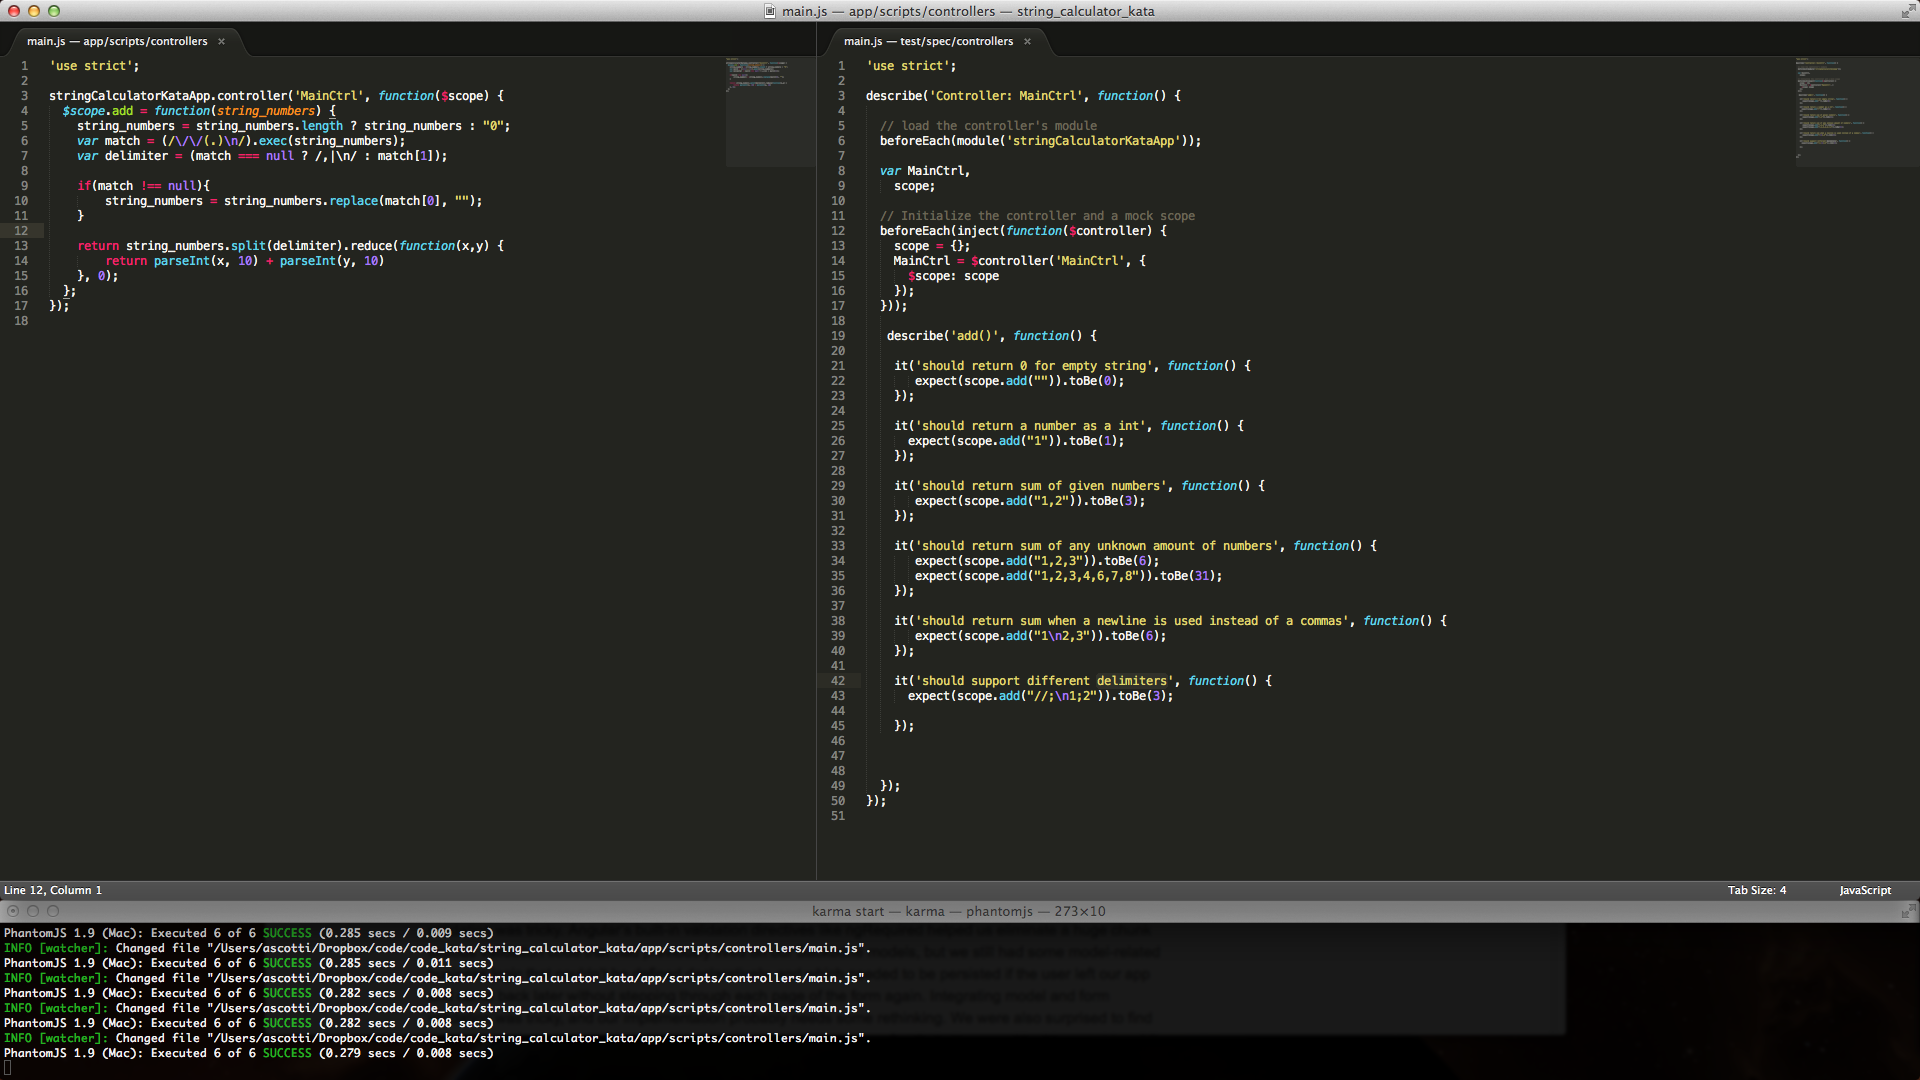 main.js — app/scripts/controllers — string_calculator_kata
main.js — app/scripts/controllers ×
1 'use strict';
2
3 stringCalculatorKataApp.controller('MainCtrl', function($scope) {
4 $scope.add = function(string_numbers) {
5 string_numbers = string_numbers.length ? string_numbers : "0";
6 var match = (/\/\/(.)\n/).exec(string_numbers);
7 var delimiter = (match === null ? /,|\n/ : match[1]);
8
9 if(match !== null){
10 string_numbers = string_numbers.replace(match[0], "");
11 }
12
13 return string_numbers.split(delimiter).reduce(function(x,y) {
14 return parseInt(x, 10) + parseInt(y, 10)
15 }, 0);
16 };
17 });
18
main.js — test/spec/controllers ×
1 'use strict';
2
3 describe('Controller: MainCtrl', function() {
4
5 // load the controller's module
6 beforeEach(module('stringCalculatorKataApp'));
7
8 var MainCtrl,
9 scope;
10
11 // Initialize the controller and a mock scope
12 beforeEach(inject(function($controller) {
13 scope = {};
14 MainCtrl = $controller('MainCtrl', {
15 $scope: scope
16 });
17 }));
18
19 describe('add()', function() {
20
21 it('should return 0 for empty string', function() {
22 expect(scope.add("")).toBe(0);
23 });
24
25 it('should return a number as a int', function() {
26 expect(scope.add("1")).toBe(1);
27 });
28
29 it('should return sum of given numbers', function() {
30 expect(scope.add("1,2")).toBe(3);
31 });
32
33 it('should return sum of any unknown amount of numbers', function() {
34 expect(scope.add("1,2,3")).toBe(6);
35 expect(scope.add("1,2,3,4,6,7,8")).toBe(31);
36 });
37
38 it('should return sum when a newline is used instead of a commas', function() {
39 expect(scope.add("1\n2,3")).toBe(6);
40 });
41
42 it('should support different delimiters', function() {
43 expect(scope.add("//;\n1;2")).toBe(3);
44
45 });
46
47
48
49 });
50 });
51
Line 12, Column 1
Tab Size: 4
JavaScript
karma start — karma — phantomjs — 273×10
PhantomJS 1.9 (Mac): Executed 6 of 6 SUCCESS (0.285 secs / 0.009 secs)
INFO [watcher]: Changed file "/Users/ascotti/Dropbox/code/code_kata/string_calculator_kata/app/scripts/controllers/main.js".
PhantomJS 1.9 (Mac): Executed 6 of 6 SUCCESS (0.285 secs / 0.011 secs)
INFO [watcher]: Changed file "/Users/ascotti/Dropbox/code/code_kata/string_calculator_kata/app/scripts/controllers/main.js".
PhantomJS 1.9 (Mac): Executed 6 of 6 SUCCESS (0.282 secs / 0.008 secs)
INFO [watcher]: Changed file "/Users/ascotti/Dropbox/code/code_kata/string_calculator_kata/app/scripts/controllers/main.js".
PhantomJS 1.9 (Mac): Executed 6 of 6 SUCCESS (0.282 secs / 0.008 secs)
INFO [watcher]: Changed file "/Users/ascotti/Dropbox/code/code_kata/string_calculator_kata/app/scripts/controllers/main.js".
PhantomJS 1.9 (Mac): Executed 6 of 6 SUCCESS (0.279 secs / 0.008 secs)